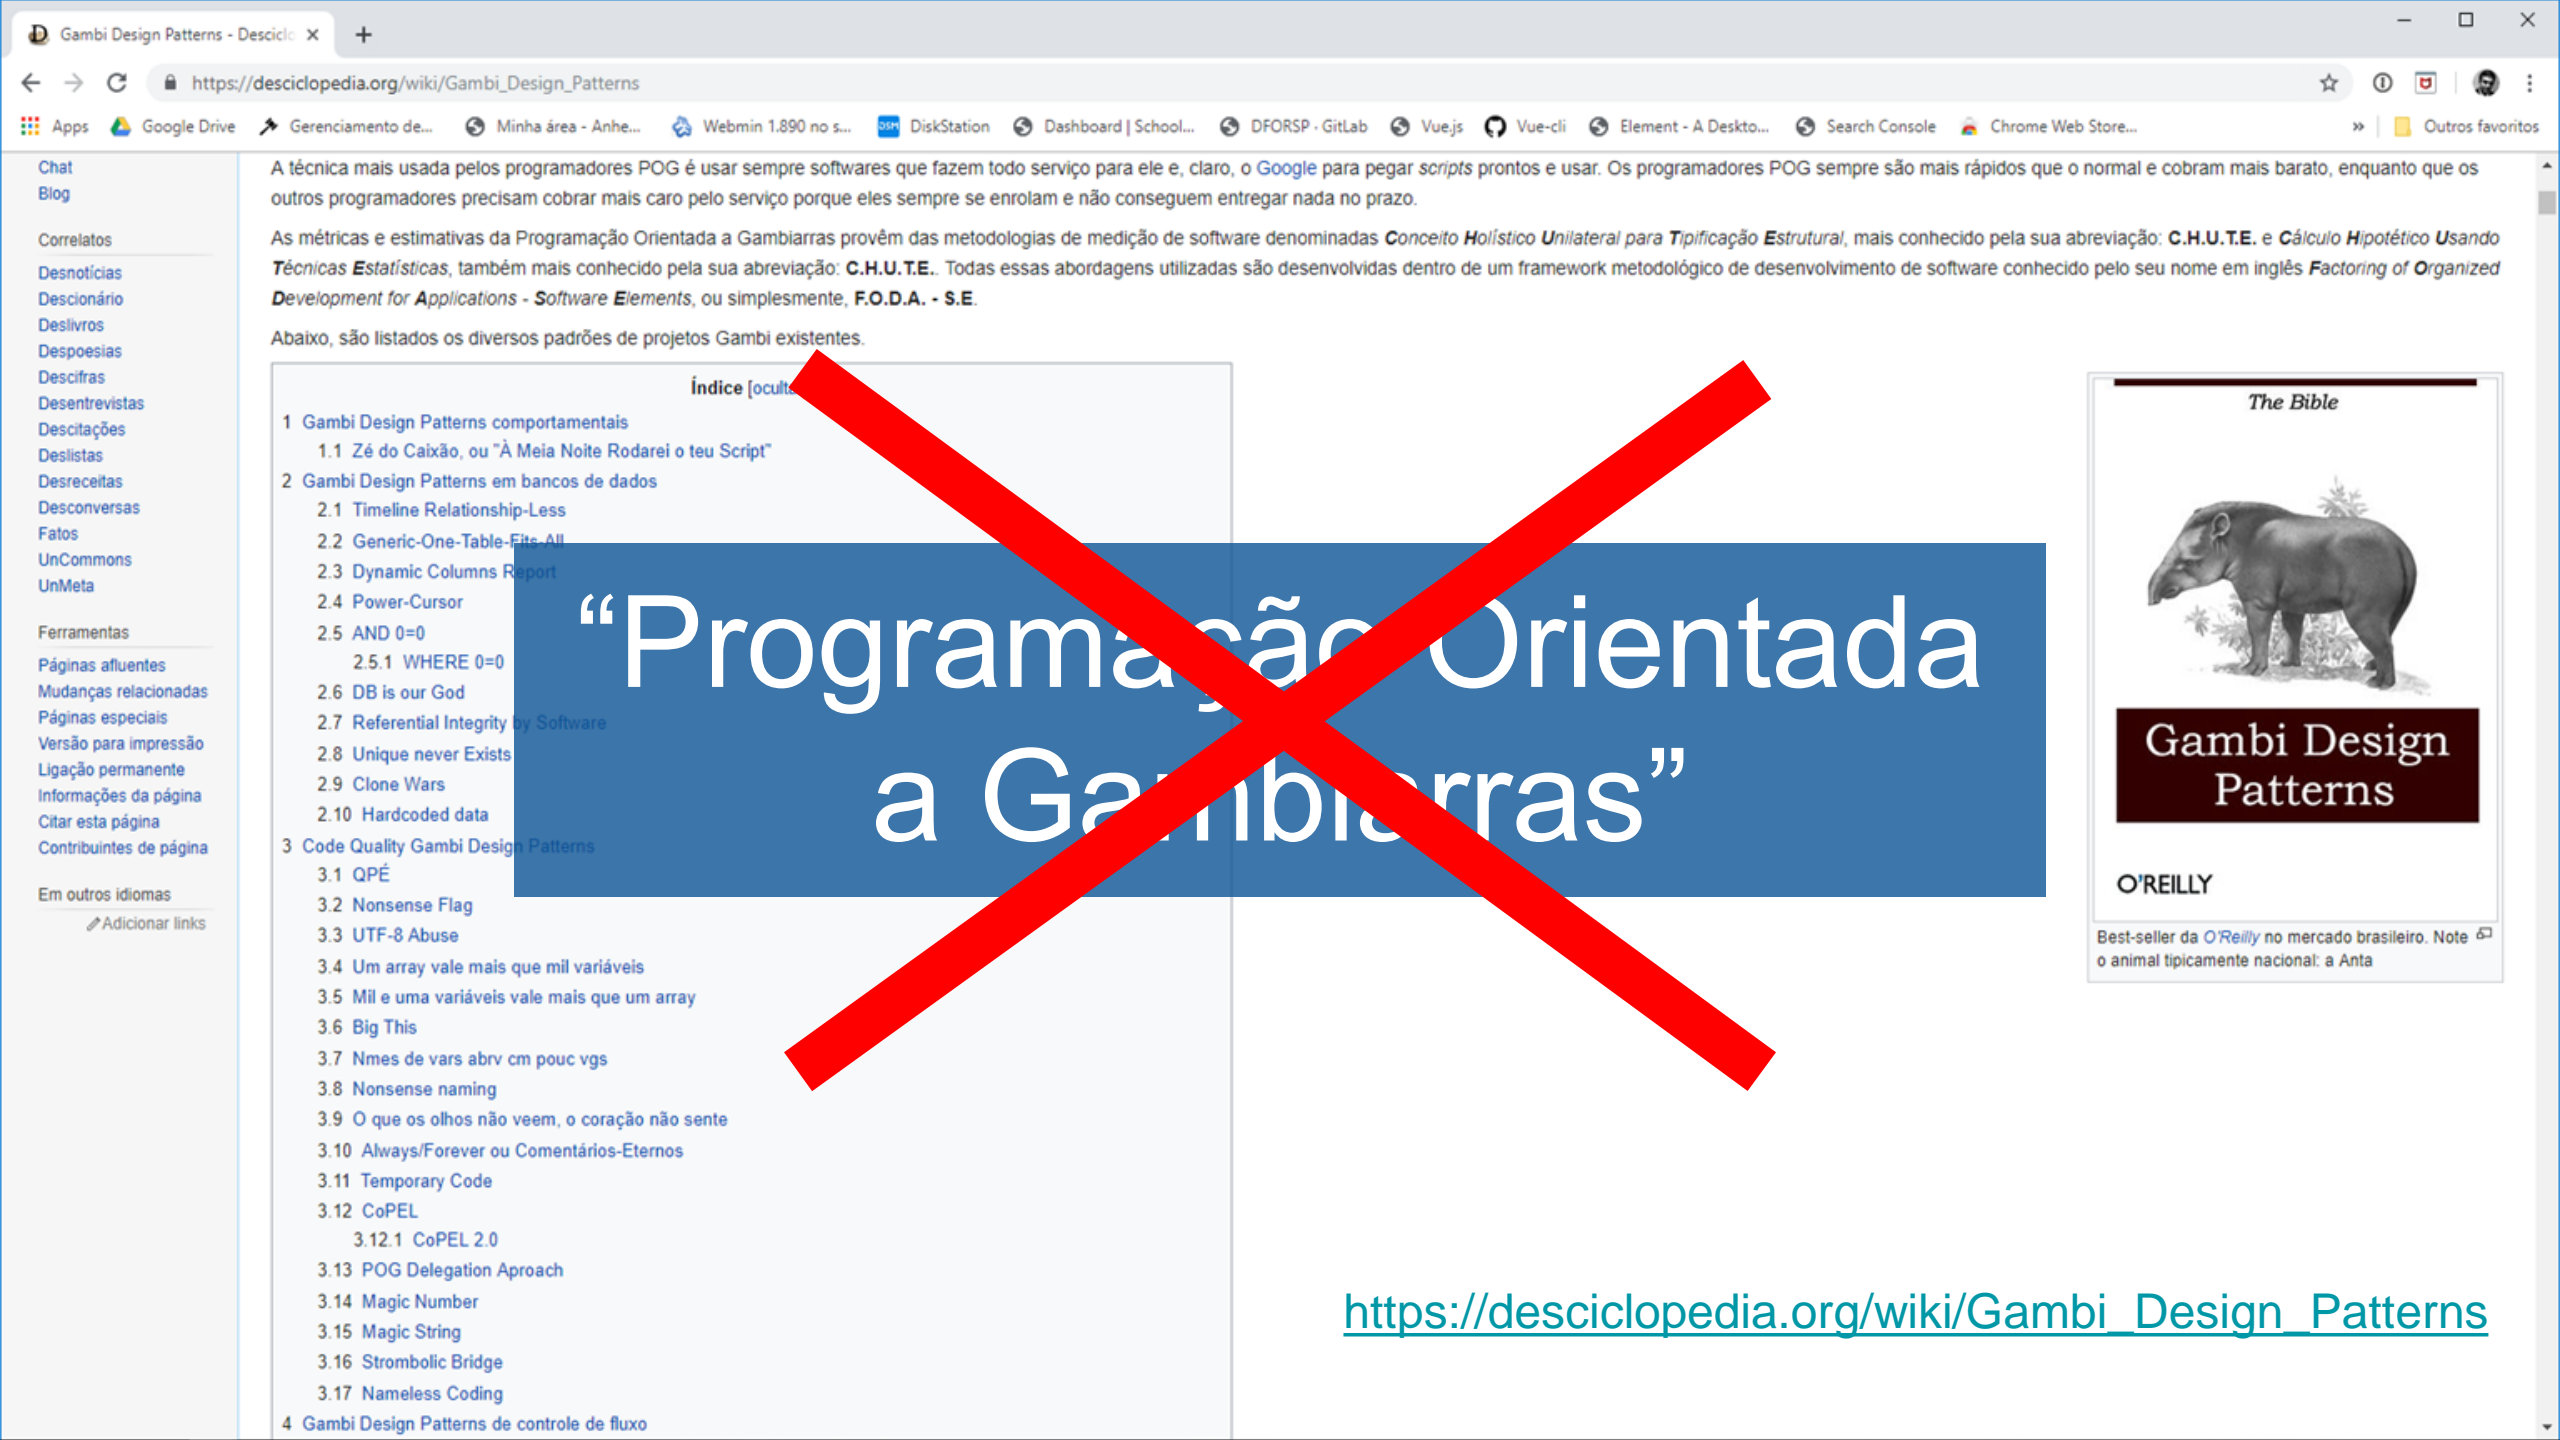 Gambi Design Patterns - Desciclo
https://desciclopedia.org/wiki/Gambi_Design_Patterns
Apps
Google Drive
Gerenciamento de...
Minha área - Anhe...
Webmin 1.890 no s...
DSM
DiskStation
Dashboard | School...
DFORSP · GitLab
Vue.js
Vue-cli
Element - A Deskto...
Search Console
Chrome Web Store...
»
Outros favoritos
Chat
Blog
Correlatos
Desnotícias
Descionário
Deslivros
Despoesias
Descifras
Desentrevistas
Descitações
Deslistas
Desreceitas
Desconversas
Fatos
UnCommons
UnMeta
Ferramentas
Páginas afluentes
Mudanças relacionadas
Páginas especiais
Versão para impressão
Ligação permanente
Informações da página
Citar esta página
Contribuintes de página
Em outros idiomas
Adicionar links
A técnica mais usada pelos programadores POG é usar sempre softwares que fazem todo serviço para ele e, claro, o Google para pegar scripts prontos e usar. Os programadores POG sempre são mais rápidos que o normal e cobram mais barato, enquanto que os
outros programadores precisam cobrar mais caro pelo serviço porque eles sempre se enrolam e não conseguem entregar nada no prazo.
As métricas e estimativas da Programação Orientada a Gambiarras provêm das metodologias de medição de software denominadas Conceito Holístico Unilateral para Tipificação Estrutural, mais conhecido pela sua abreviação: C.H.U.T.E. e Cálculo Hipotético Usando
Técnicas Estatísticas, também mais conhecido pela sua abreviação: C.H.U.T.E.. Todas essas abordagens utilizadas são desenvolvidas dentro de um framework metodológico de desenvolvimento de software conhecido pelo seu nome em inglês Factoring of Organized
Development for Applications - Software Elements, ou simplesmente, F.O.D.A. - S.E.
Abaixo, são listados os diversos padrões de projetos Gambi existentes.
Índice [oculta
1 Gambi Design Patterns comportamentais
1.1 Zé do Caixão, ou "À Meia Noite Rodarei o teu Script"
2 Gambi Design Patterns em bancos de dados
2.1 Timeline Relationship-Less
2.2 Generic-One-Table-Fits-All
2.3 Dynamic Columns Report
2.4 Power-Cursor
2.5 AND 0=0
2.5.1 WHERE 0=0
2.6 DB is our God
2.7 Referential Integrity by Software
2.8 Unique never Exists
2.9 Clone Wars
2.10 Hardcoded data
3 Code Quality Gambi Design Patterns
3.1 QPÉ
3.2 Nonsense Flag
3.3 UTF-8 Abuse
3.4 Um array vale mais que mil variáveis
3.5 Mil e uma variáveis vale mais que um array
3.6 Big This
3.7 Nmes de vars abrv cm pouc vgs
3.8 Nonsense naming
3.9 O que os olhos não veem, o coração não sente
3.10 Always/Forever ou Comentários-Eternos
3.11 Temporary Code
3.12 CoPEL
3.12.1 CoPEL 2.0
3.13 POG Delegation Aproach
3.14 Magic Number
3.15 Magic String
3.16 Strombolic Bridge
3.17 Nameless Coding
4 Gambi Design Patterns de controle de fluxo
“Programação Orientada
a Gambiarras”
The Bible
Gambi Design
Patterns
O'REILLY
Best-seller da O'Reilly no mercado brasileiro. Note
o animal tipicamente nacional: a Anta
https://desciclopedia.org/wiki/Gambi_Design_Patterns